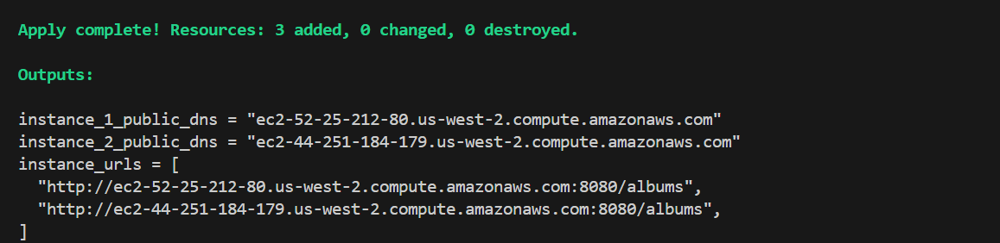 Apply complete! Resources: 3 added, 0 changed, 0 destroyed.
Outputs:
instance_1_public_dns = "ec2-52-25-212-80.us-west-2.compute.amazonaws.com"
instance_2_public_dns = "ec2-44-251-184-179.us-west-2.compute.amazonaws.com"
instance_urls = [
  "http://ec2-52-25-212-80.us-west-2.compute.amazonaws.com:8080/albums",
  "http://ec2-44-251-184-179.us-west-2.compute.amazonaws.com:8080/albums",
]